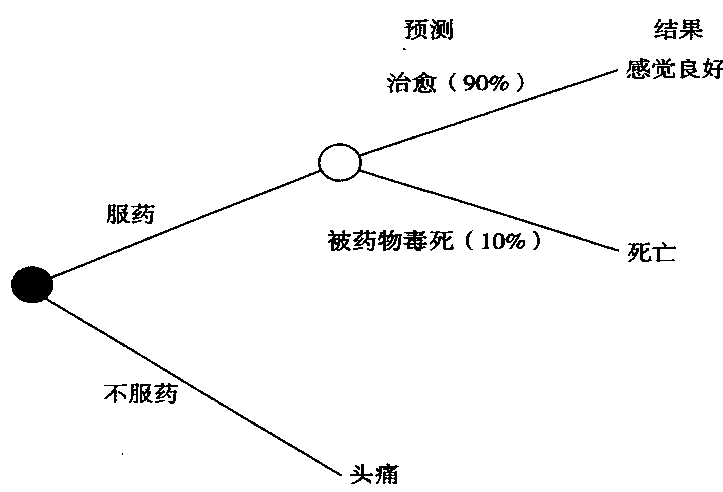 预测
结果
治愈（90%）
感觉良好
服药
被药物毒死（10%）
死亡
不服药
头痛